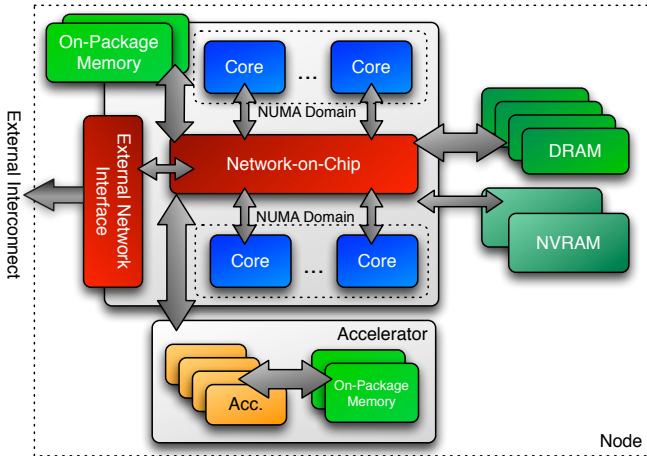 On-Package
Memory
Core
...
Core
NUMA Domain
External Interconnect
External Network
Interface
Network-on-Chip
DRAM
NUMA Domain
Core
...
Core
NVRAM
Accelerator
Acc.
On-Package
Memory
Node